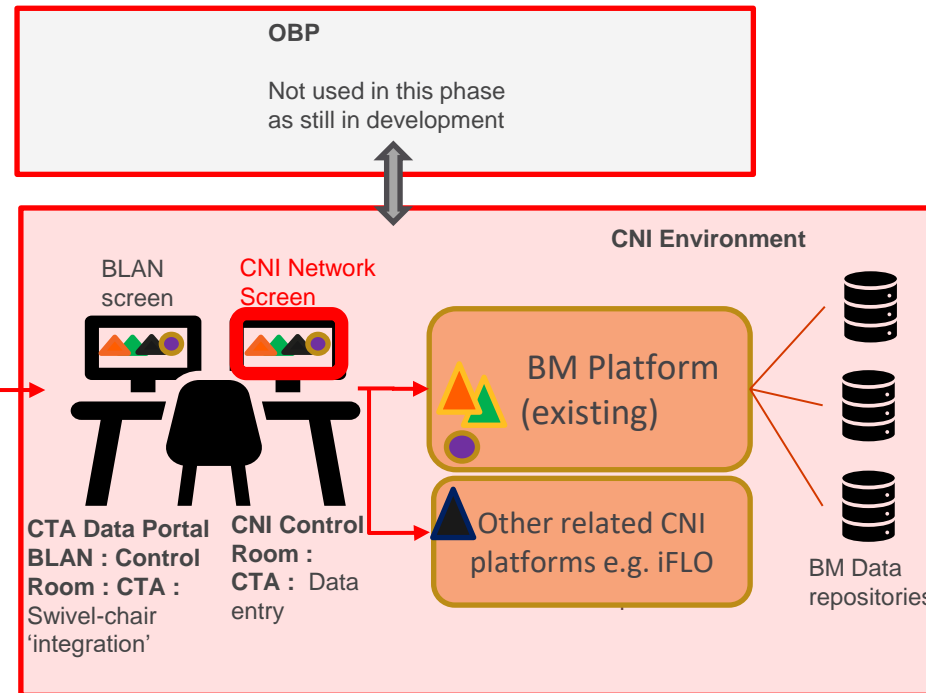 OBP
Not used in this phase
as still in development
CNI Environment
BLAN
screen
CNI Network
Screen
BM Platform
(existing)
Other related CNI
platforms e.g. iFLO
CTA Data Portal
BLAN : Control
Room : CTA :
Swivel-chair
‘integration’
CNI Control
Room :
CTA : Data
entry
BM Data
repositories